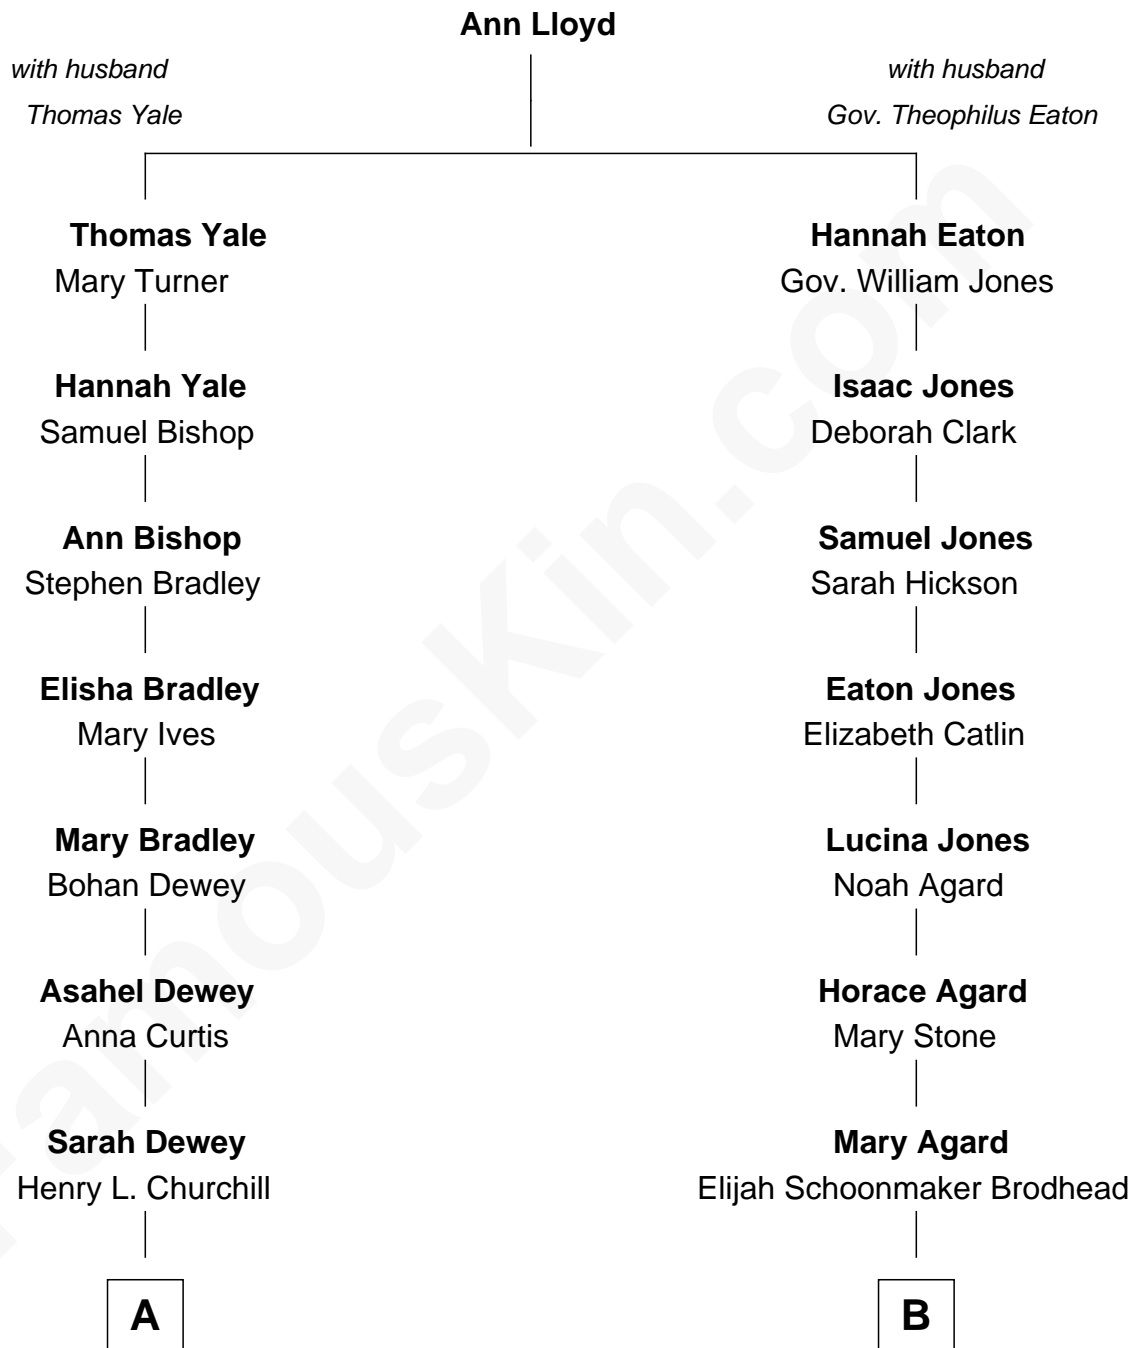 Ann Lloyd
with husband
Thomas Yale
with husband
Gov. Theophilus Eaton
Thomas Yale
Mary Turner
Hannah Eaton
Gov. William Jones
Hannah Yale
Samuel Bishop
Isaac Jones
Deborah Clark
Ann Bishop
Stephen Bradley
Samuel Jones
Sarah Hickson
Elisha Bradley
Mary Ives
Eaton Jones
Elizabeth Catlin
Mary Bradley
Bohan Dewey
Lucina Jones
Noah Agard
Asahel Dewey
Anna Curtis
Horace Agard
Mary Stone
Sarah Dewey
Henry L. Churchill
Mary Agard
Elijah Schoonmaker Brodhead
A
B
FamousKin.com